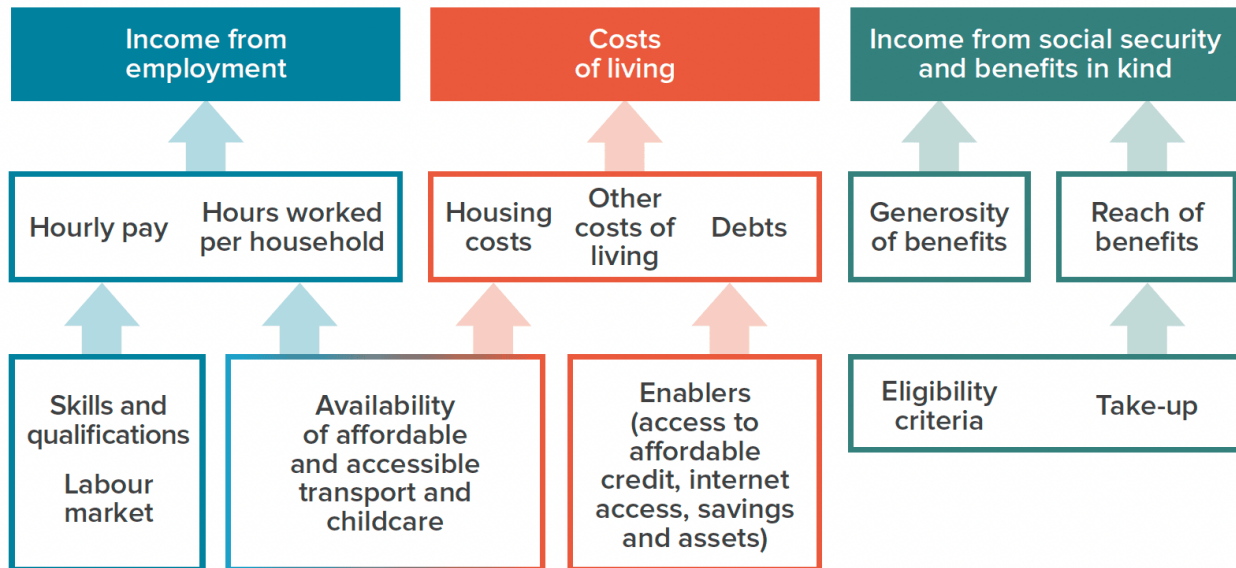 Income from
employment
Costs
of living
Income from social security
and benefits in kind
Hourly pay
Hours worked
per household
Housing
costs
Other
costs of
living
Debts
Generosity
of benefits
Reach of
benefits
Skills and
qualifications
Labour
market
Availability
of affordable
and accessible
transport and
childcare
Enablers
(access to
affordable
credit, internet
access, savings
and assets)
Eligibility
criteria
Take-up